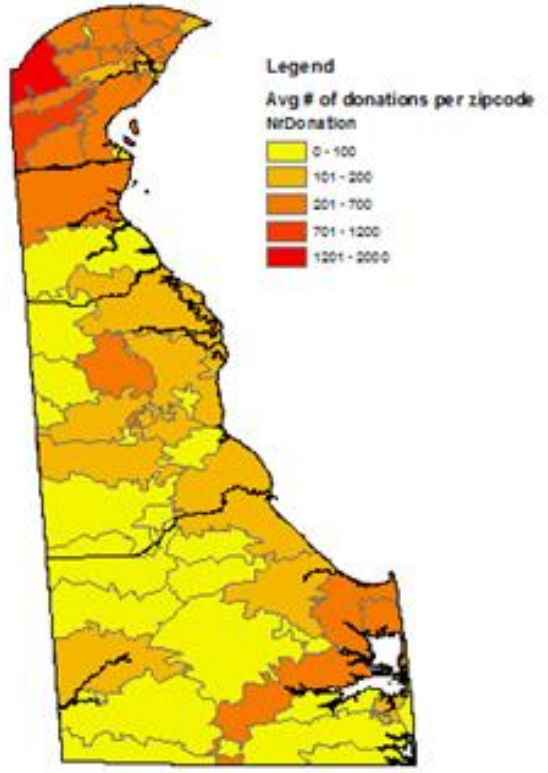 Legend
Avg # of donations per zipcode
NrDonation
0 - 100
101 - 200
201 - 700
701 - 1200
1201 - 2000